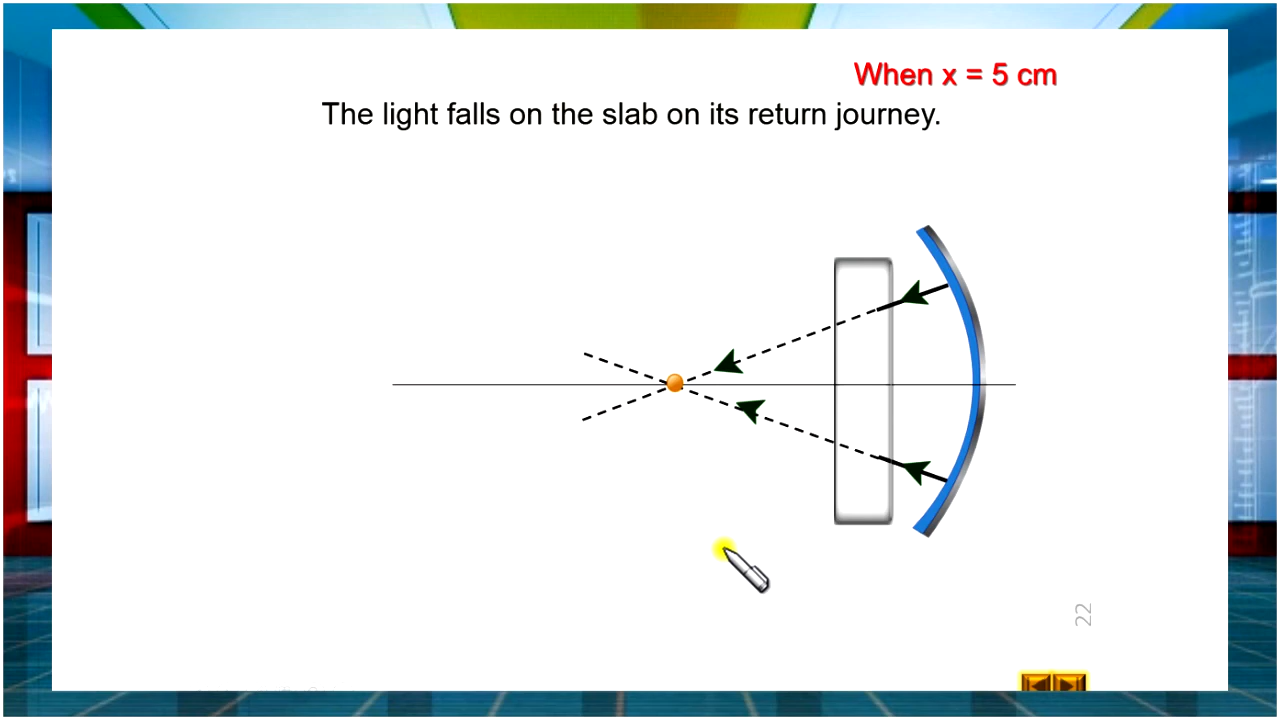 When x = 5 cm
The light falls on the slab on its return journey.
22